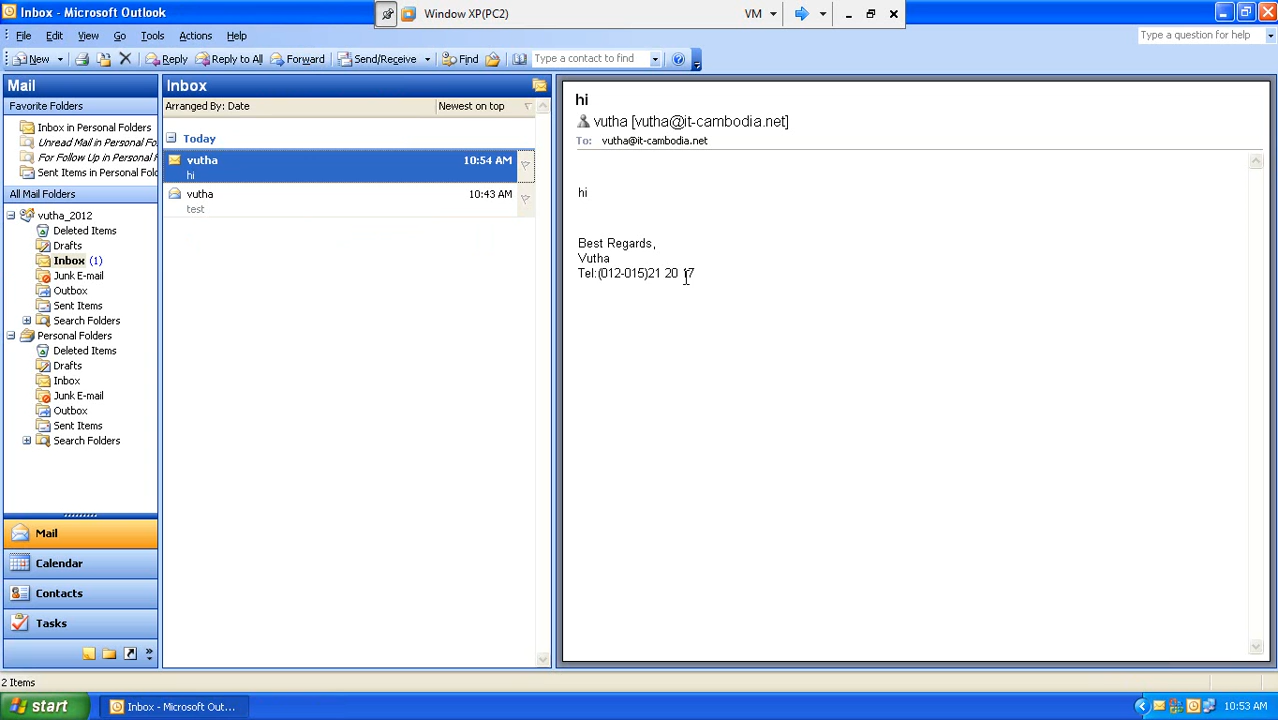 Inbox - Microsoft Outlook
Window XP(PC2)
VM
File Edit View Go Tools Actions Help
Type a question for help
New Reply Reply to All Forward Send/Receive Find Type a contact to find
Mail
Favorite Folders
Inbox in Personal Folders
Unread Mail in Personal Fo
For Follow Up in Personal F
Sent Items in Personal Fold
All Mail Folders
vutha_2012
Deleted Items
Drafts
Inbox (1)
Junk E-mail
Outbox
Sent Items
Search Folders
Personal Folders
Deleted Items
Drafts
Inbox
Junk E-mail
Outbox
Sent Items
Search Folders
Mail
Calendar
Contacts
Tasks
Inbox
Arranged By: Date Newest on top
Today
vutha 10:54 AM
hi
vutha 10:43 AM
test
hi
vutha [vutha@it-cambodia.net]
To: vutha@it-cambodia.net
hi
Best Regards,
Vutha
Tel:(012-015)21 20 17
2 Items
start
Inbox - Microsoft Out...
10:53 AM